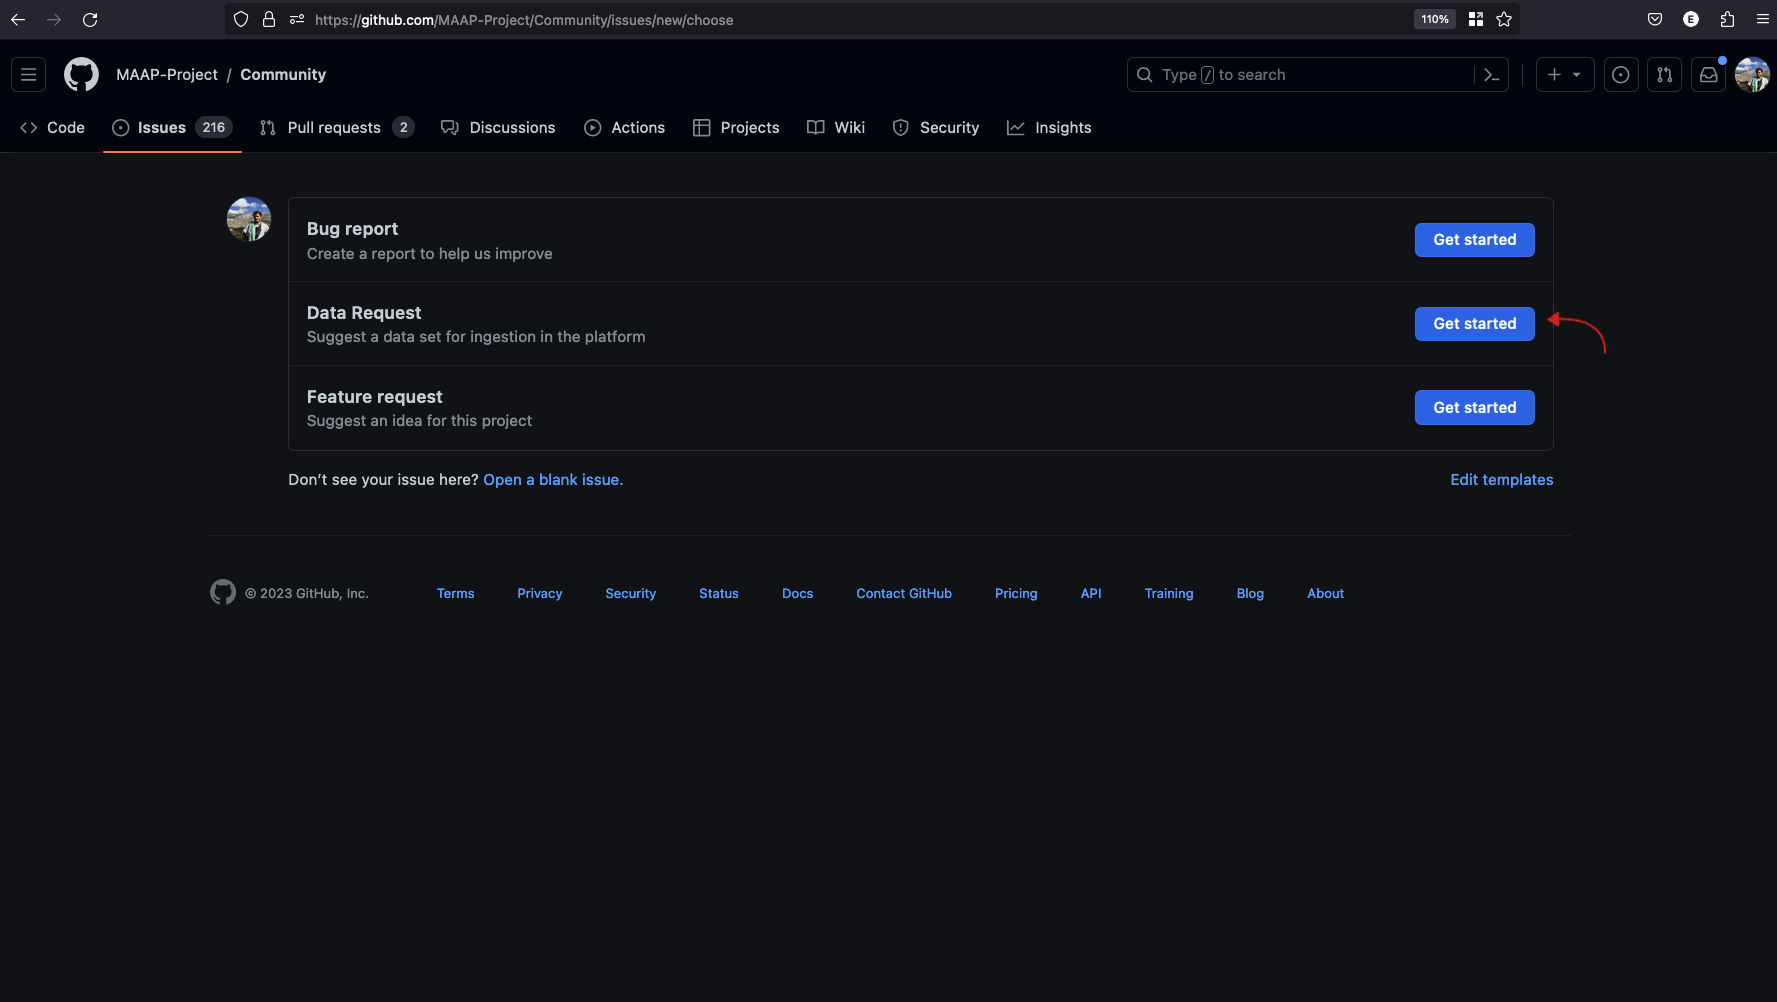 https://github.com/MAAP-Project/Community/issues/new/choose
110%
E
MAAP-Project / Community
Type / to search
Code
Issues 216
Pull requests 2
Discussions
Actions
Projects
Wiki
Security
Insights
Bug report
Create a report to help us improve
Get started
Data Request
Suggest a data set for ingestion in the platform
Get started
Feature request
Suggest an idea for this project
Get started
Don’t see your issue here? Open a blank issue.
Edit templates
© 2023 GitHub, Inc.
Terms
Privacy
Security
Status
Docs
Contact GitHub
Pricing
API
Training
Blog
About